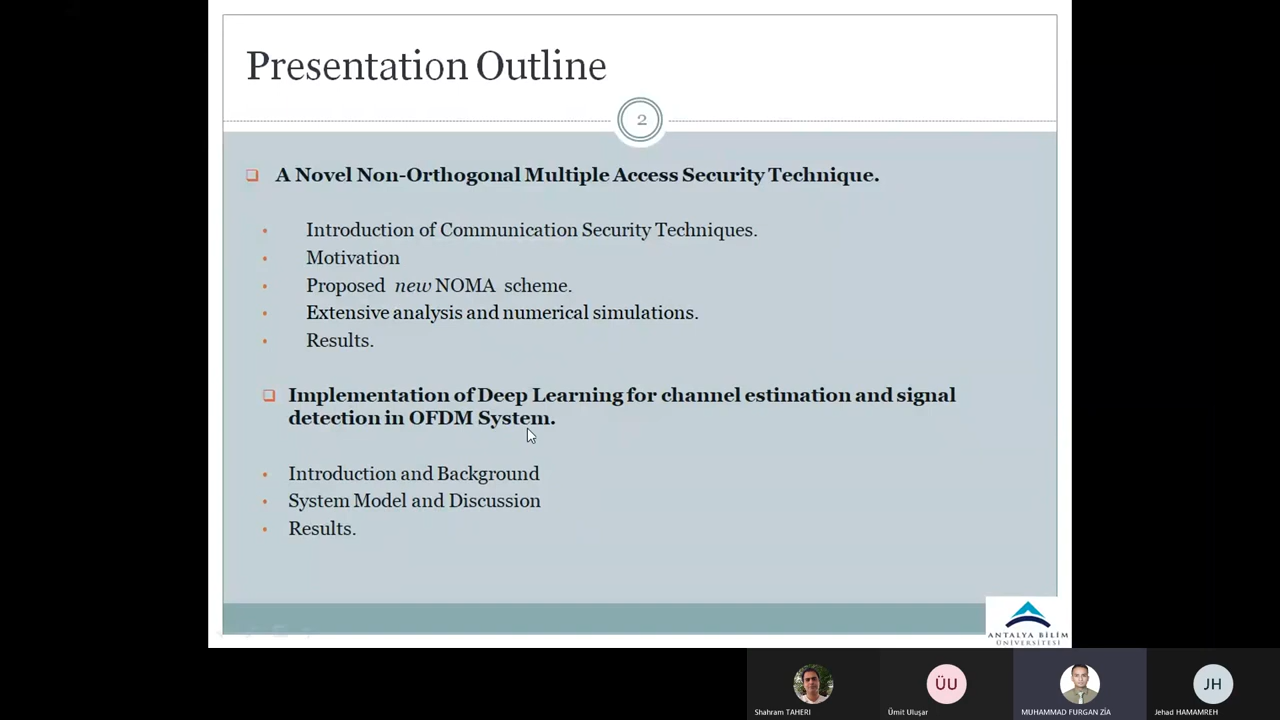 Presentation Outline
2
A Novel Non-Orthogonal Multiple Access Security Technique.
Introduction of Communication Security Techniques.
Motivation
Proposed new NOMA scheme.
Extensive analysis and numerical simulations.
Results.
Implementation of Deep Learning for channel estimation and signal
detection in OFDM System.
Introduction and Background
System Model and Discussion
Results.
ANTALYA BİLİM
ÜNİVERSİTESİ
ÜU
JH
Shahram TAHERI
Ümit Uluşar
MUHAMMAD FURGAN ZİA
Jehad HAMAMREH